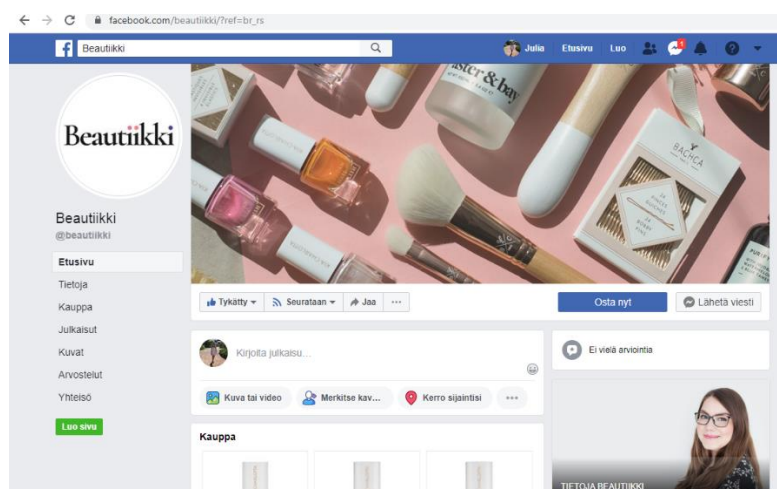 facebook.com/beautiikki/?ref=br_rs
Beautiikki
Julia Etusivu Luo
1
aster & bay
Beautiikki
BACHCA
Beautiikki
@beautiikki
Etusivu
Tietoja
Kauppa
Julkaisut
Kuvat
Arvostelut
Yhteisö
Luo sivu
Tykätty Seurataan Jaa
Osta nyt Lähetä viesti
Kirjoita julkaisu...
Ei vielä arviointia
Kuva tai video Merkitse kav... Kerro sijaintisi
Kauppa
TIETOJA BEAUTIIKKI